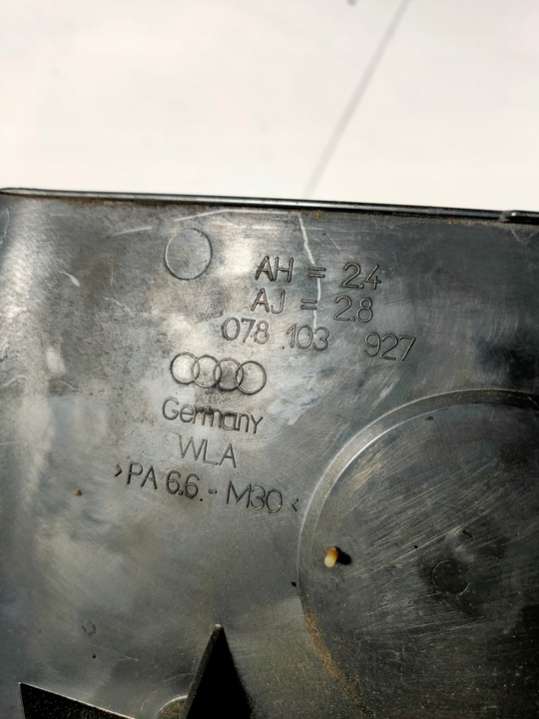 AH = 2.4
AJ = 2.8
078 .103 927
Germany
WLA
>PA 6.6.-M30<